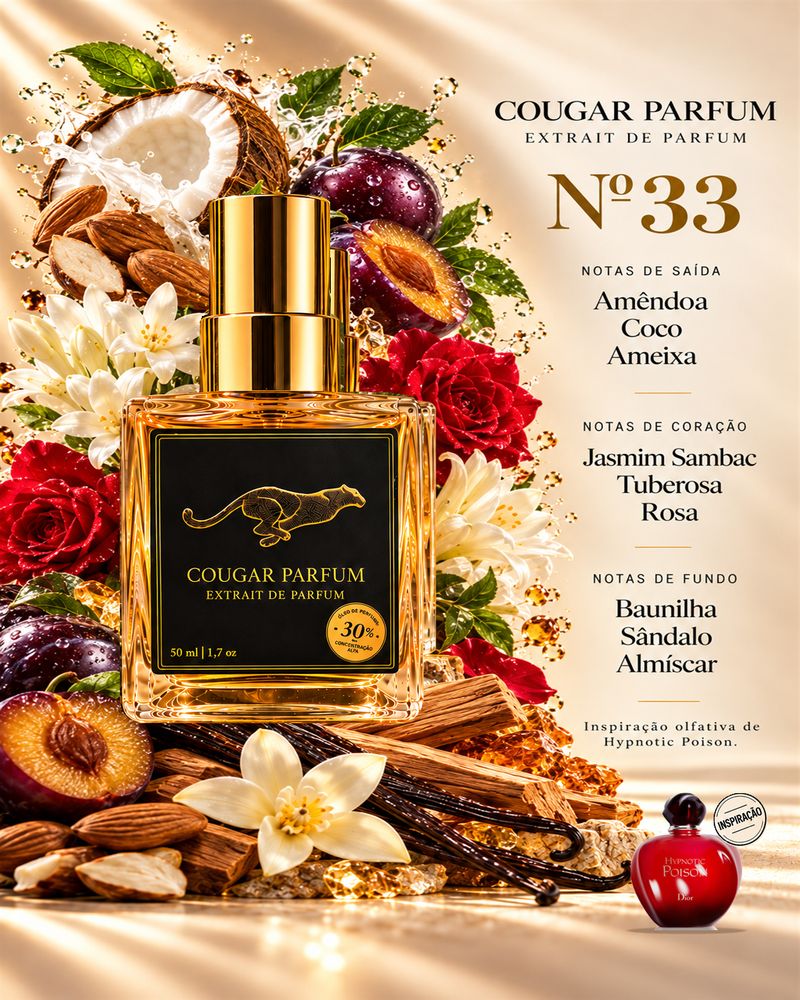 COUGAR PARFUM
EXTRAIT DE PARFUM
Nº33
NOTAS DE SAÍDA
Amêndoa
Coco
Ameixa
NOTAS DE CORAÇÃO
Jasmim Sambac
Tuberosa
Rosa
NOTAS DE FUNDO
Baunilha
Sândalo
Almíscar
Inspiração olfativa de
Hypnotic Poison.
COUGAR PARFUM
EXTRAIT DE PARFUM
50 ml | 1,7 oz
ÓLEO DE PERFUME
30%
CONCENTRAÇÃO
ALTA
INSPIRAÇÃO
HYPNOTIC
POISON
Dior